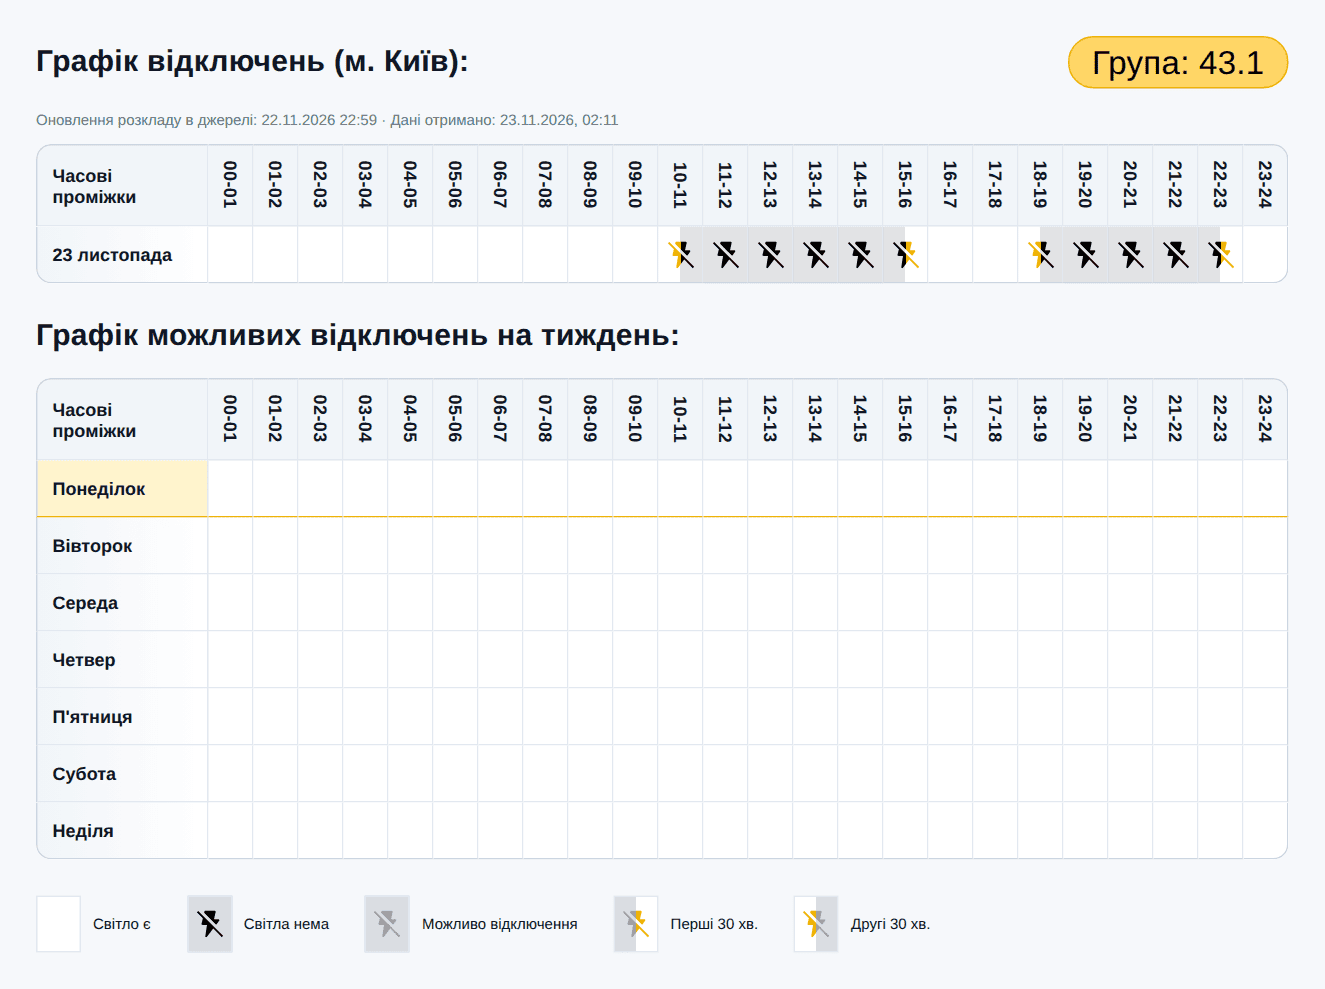 Графік відключень (м. Київ):
Група: 43.1
Оновлення розкладу в джерелі: 22.11.2026 22:59 · Дані отримано: 23.11.2026, 02:11
Часові проміжки 00-01 01-02 02-03 03-04 04-05 05-06 06-07 07-08 08-09 09-10 10-11 11-12 12-13 13-14 14-15 15-16 16-17 17-18 18-19 19-20 20-21 21-22 22-23 23-24
23 листопада
Графік можливих відключень на тиждень:
Часові проміжки 00-01 01-02 02-03 03-04 04-05 05-06 06-07 07-08 08-09 09-10 10-11 11-12 12-13 13-14 14-15 15-16 16-17 17-18 18-19 19-20 20-21 21-22 22-23 23-24
Понеділок
Вівторок
Середа
Четвер
П'ятниця
Субота
Неділя
Світло є Світла нема Можливо відключення Перші 30 хв. Другі 30 хв.